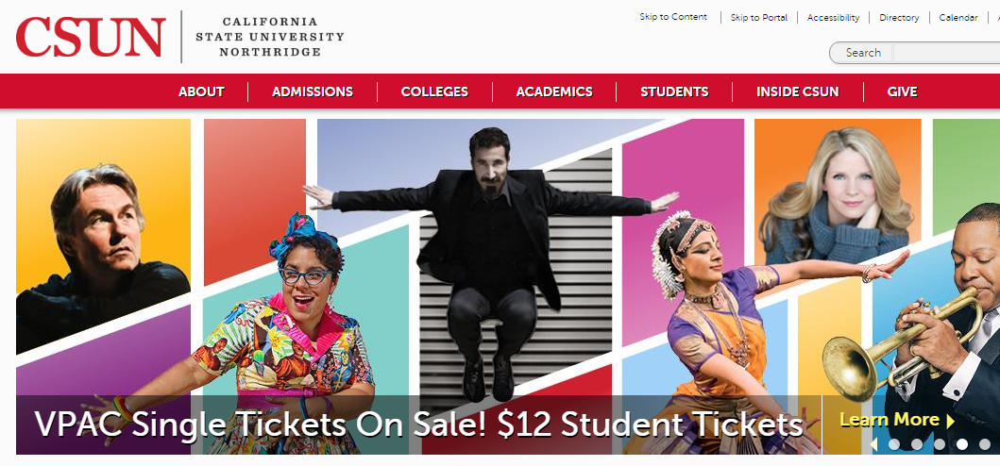 CSUN
CALIFORNIA
STATE UNIVERSITY
NORTHRIDGE
Skip to Content
Skip to Portal
Accessibility
Directory
Calendar
Search
ABOUT
ADMISSIONS
COLLEGES
ACADEMICS
STUDENTS
INSIDE CSUN
GIVE
VPAC Single Tickets On Sale! $12 Student Tickets
Learn More